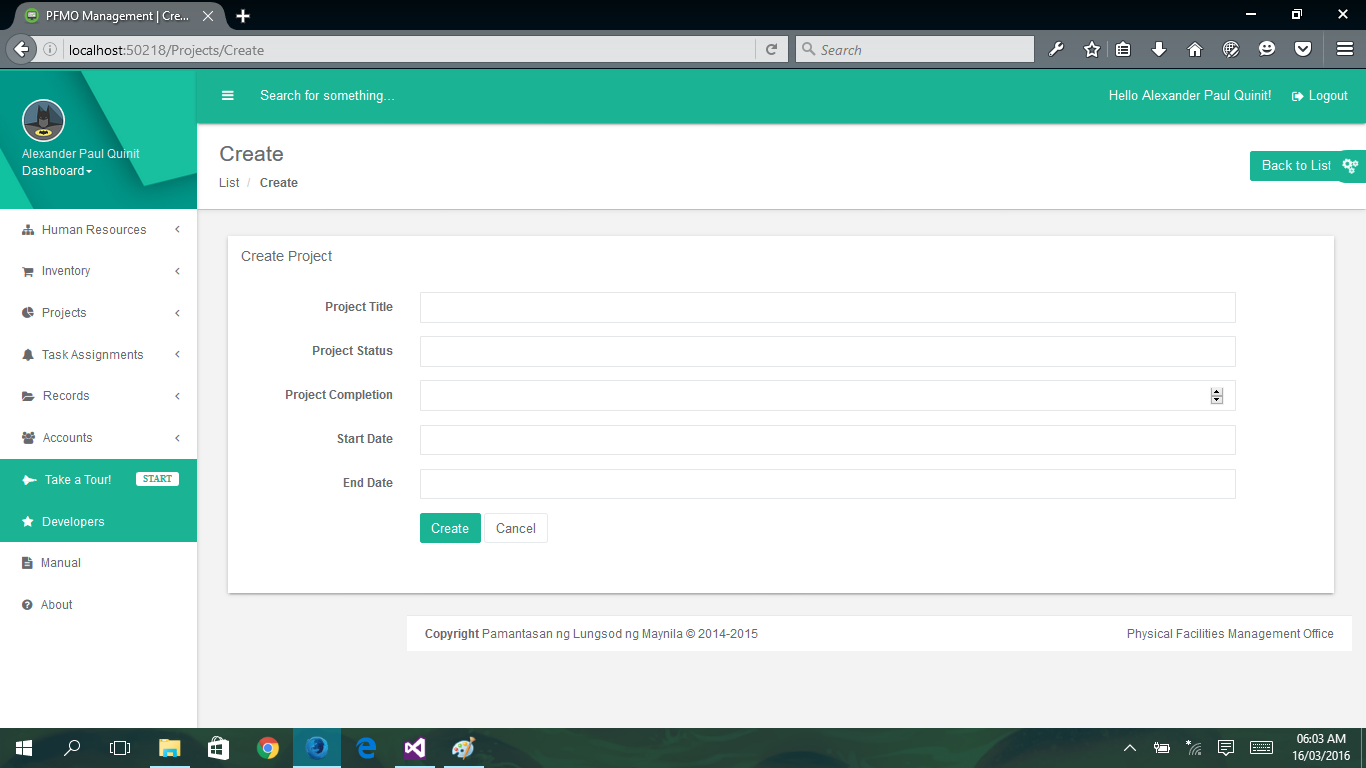 PFMO Management | Cre...
localhost:50218/Projects/Create
Search
Alexander Paul Quinit
Dashboard
Search for something...
Hello Alexander Paul Quinit!
Logout
Create
List / Create
Back to List
Human Resources
Inventory
Projects
Task Assignments
Records
Accounts
Take a Tour! START
Developers
Manual
About
Create Project
Project Title
Project Status
Project Completion
Start Date
End Date
Create Cancel
Copyright Pamantasan ng Lungsod ng Maynila © 2014-2015
Physical Facilities Management Office
06:03 AM
16/03/2016